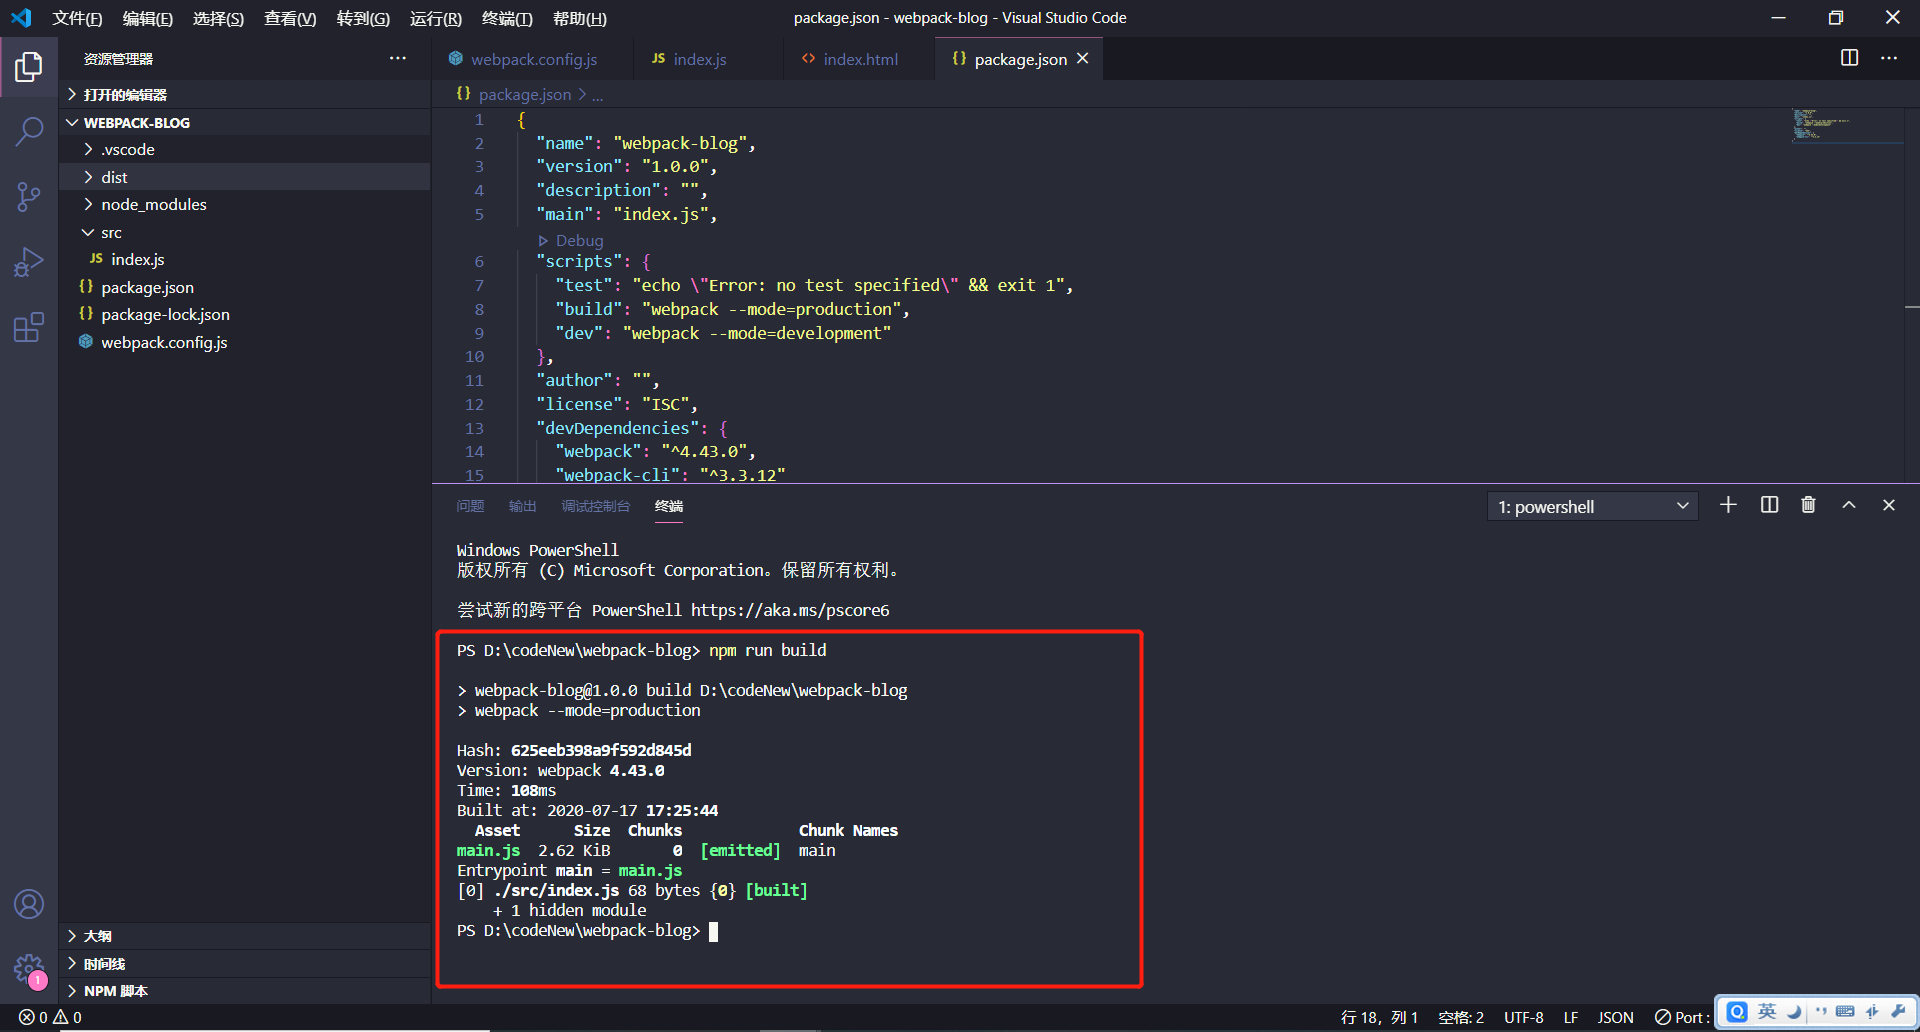 文件(F) 编辑(E) 选择(S) 查看(V) 转到(G) 运行(R) 终端(T) 帮助(H) package.json - webpack-blog - Visual Studio Code
资源管理器
打开的编辑器
WEBPACK-BLOG
.vscode
dist
node_modules
src
JS index.js
{} package.json
{} package-lock.json
webpack.config.js
大纲
时间线
NPM 脚本
1
webpack.config.js JS index.js <> index.html {} package.json
{} package.json > ...
1 {
2 "name": "webpack-blog",
3 "version": "1.0.0",
4 "description": "",
5 "main": "index.js",
Debug
6 "scripts": {
7 "test": "echo \"Error: no test specified\" && exit 1",
8 "build": "webpack --mode=production",
9 "dev": "webpack --mode=development"
10 },
11 "author": "",
12 "license": "ISC",
13 "devDependencies": {
14 "webpack": "^4.43.0",
15 "webpack-cli": "^3.3.12"
问题 输出 调试控制台 终端 1: powershell
Windows PowerShell
版权所有 (C) Microsoft Corporation。保留所有权利。
尝试新的跨平台 PowerShell https://aka.ms/pscore6
PS D:\codeNew\webpack-blog> npm run build
> webpack-blog@1.0.0 build D:\codeNew\webpack-blog
> webpack --mode=production
Hash: 625eeb398a9f592d845d
Version: webpack 4.43.0
Time: 108ms
Built at: 2020-07-17 17:25:44
Asset Size Chunks Chunk Names
main.js 2.62 KiB 0 [emitted] main
Entrypoint main = main.js
[0] ./src/index.js 68 bytes {0} [built]
+ 1 hidden module
PS D:\codeNew\webpack-blog>
0 0 行 18，列 1 空格: 2 UTF-8 LF JSON Port : 英